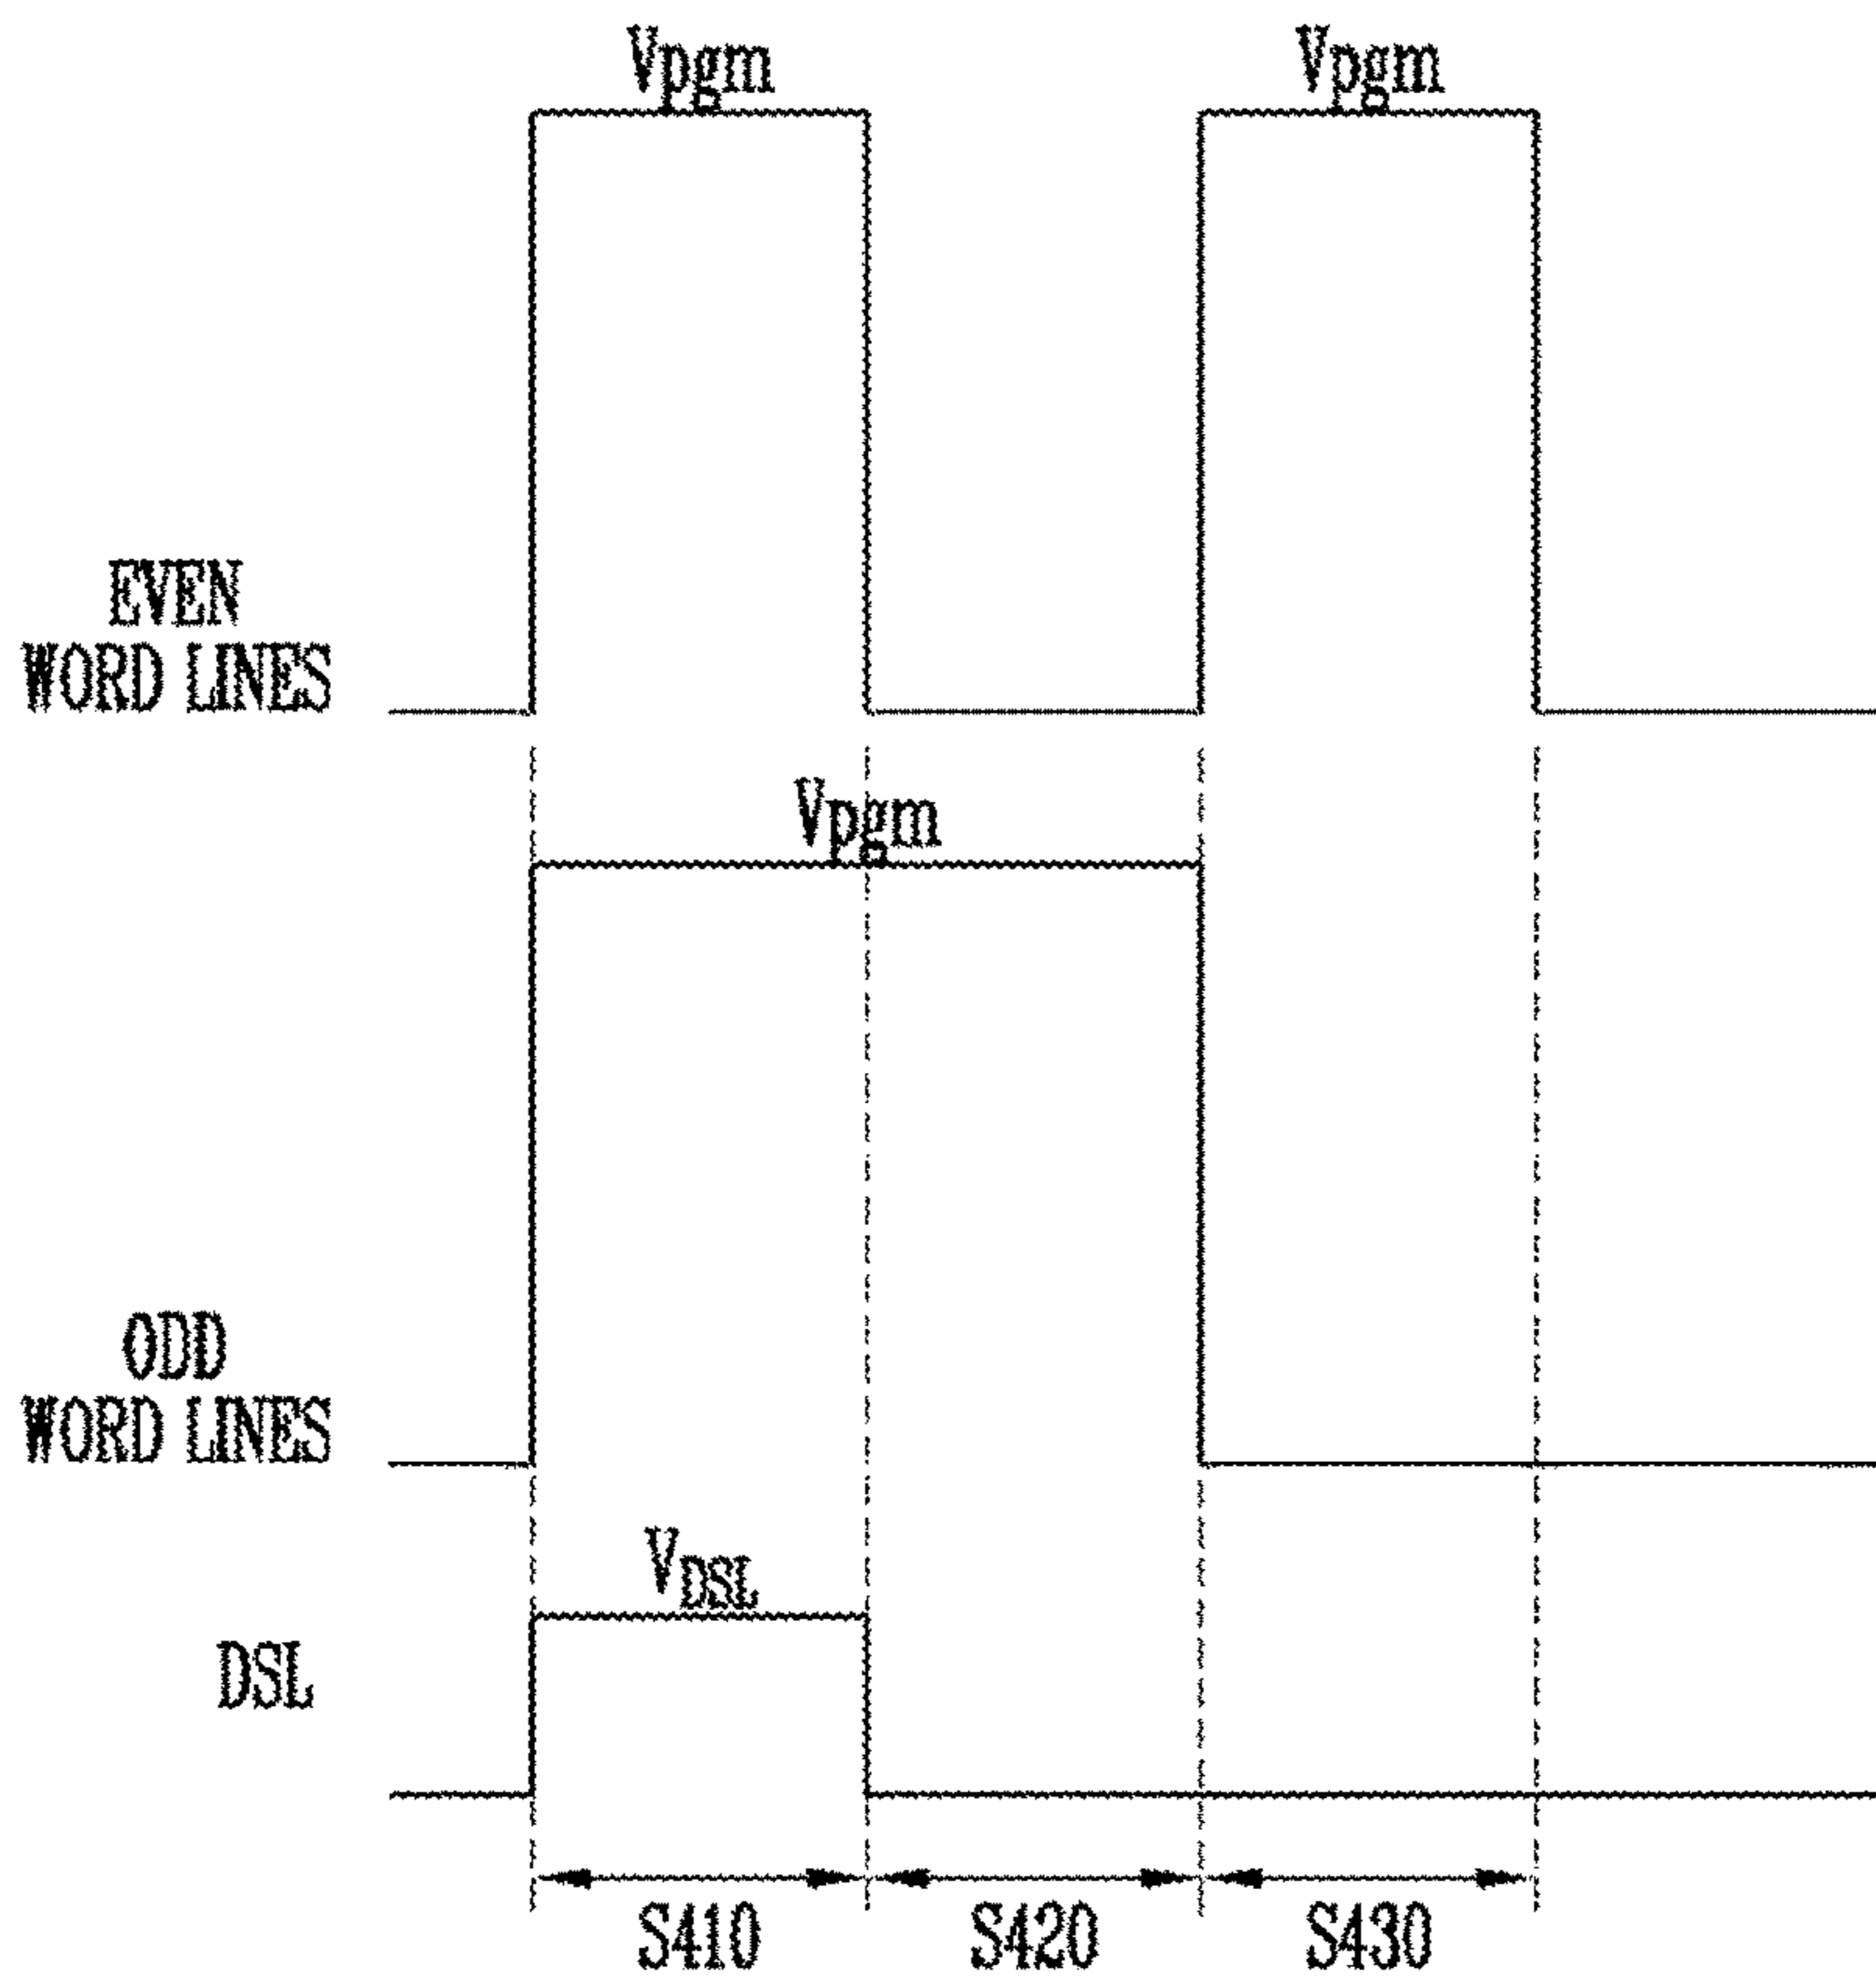 Vpgm Vpgm
EVEN
WORD LINES
Vpgm
ODD
WORD LINES
VDSL
DSL
S410 S420 S430